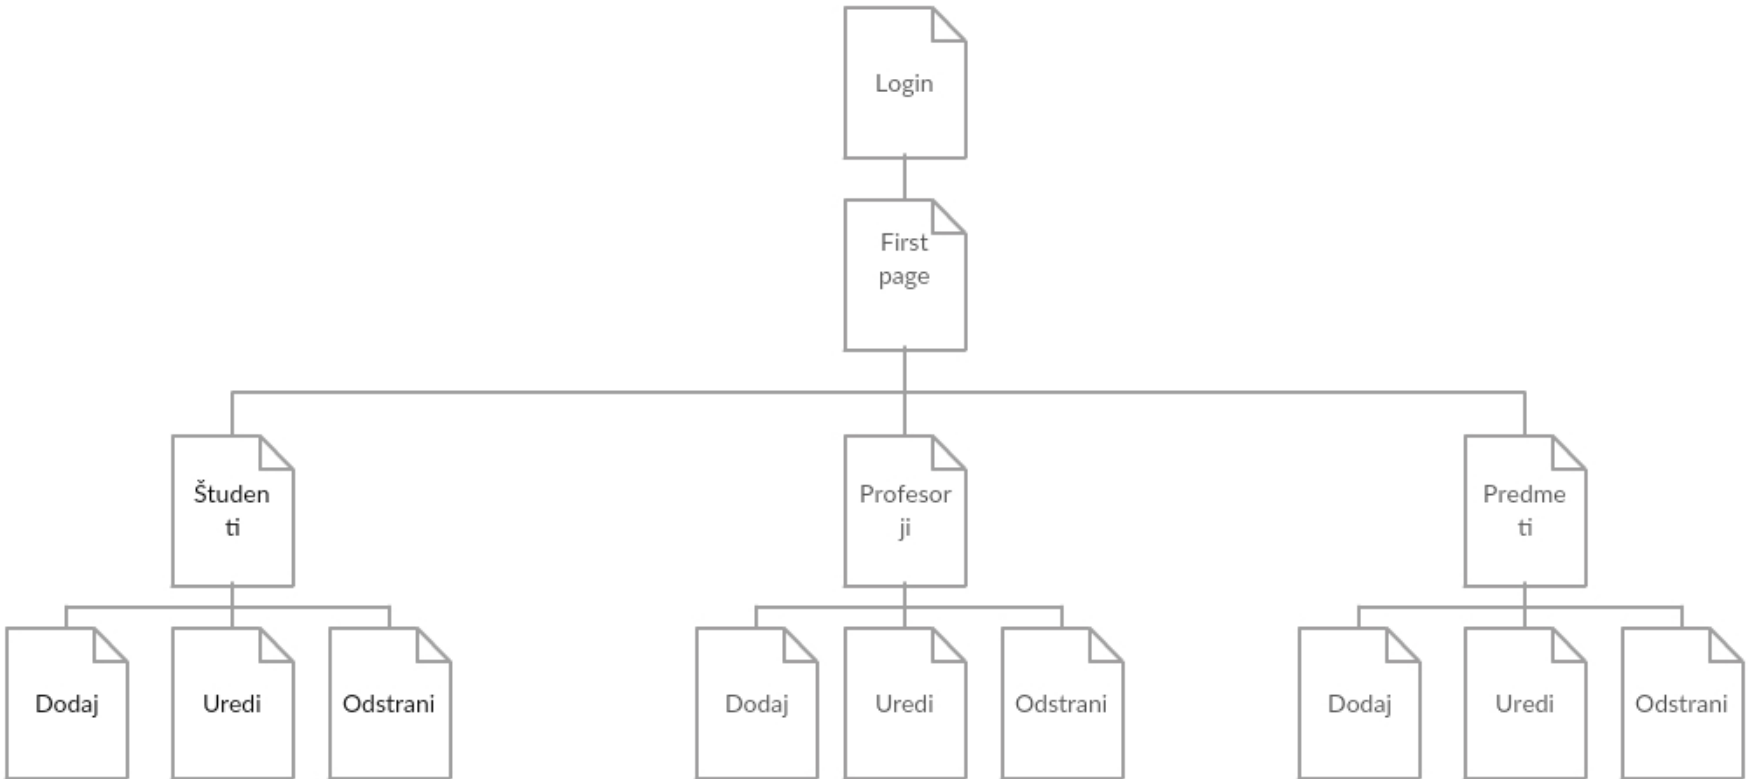 Login
First
page
Študen
ti
Profesor
ji
Predme
ti
Dodaj
Uredi
Odstrani
Dodaj
Uredi
Odstrani
Dodaj
Uredi
Odstrani